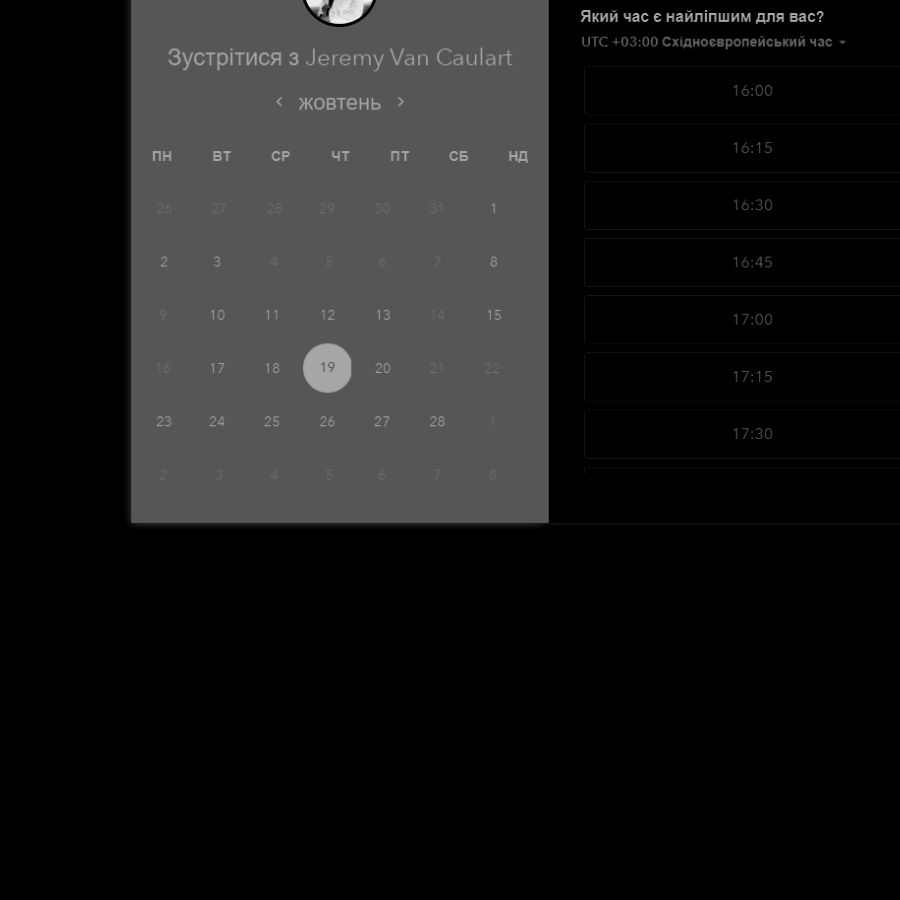 Зустрітися з Jeremy Van Caulart
жовтень
ПН ВТ СР ЧТ ПТ СБ НД
26 27 28 29 30 31 1
2 3 4 5 6 7 8
9 10 11 12 13 14 15
16 17 18 19 20 21 22
23 24 25 26 27 28 1
2 3 4 5 6 7 8
Який час є найліпшим для вас?
UTC +03:00 Східноєвропейський час
16:00
16:15
16:30
16:45
17:00
17:15
17:30